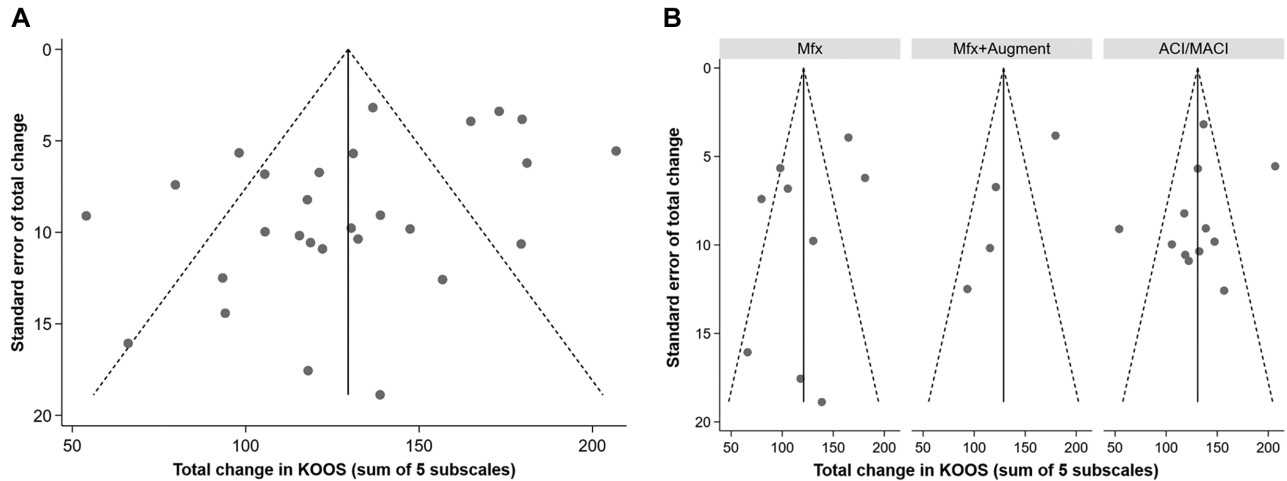 A
0
5
10
15
20
Standard error of total change
50 100 150 200
Total change in KOOS (sum of 5 subscales)
B
Mfx Mfx+Augment ACI/MACI
0
5
10
15
20
Standard error of total change
50 100 150 200 50 100 150 200 50 100 150 200
Total change in KOOS (sum of 5 subscales)